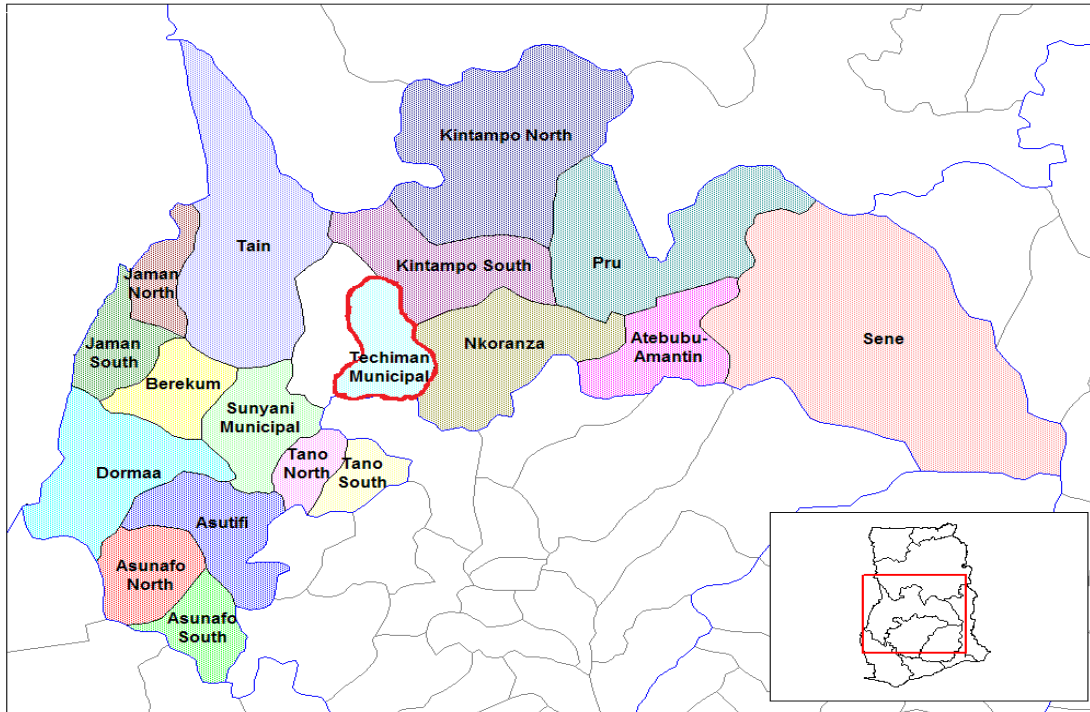 Kintampo North
Tain
Kintampo South
Pru
Jaman
North
Jaman
South
Nkoranza
Atebubu-
Amantin
Sene
Techiman
Municipal
Berekum
Sunyani
Municipal
Tano
North
Tano
South
Dormaa
Asutifi
Asunafo
North
Asunafo
South